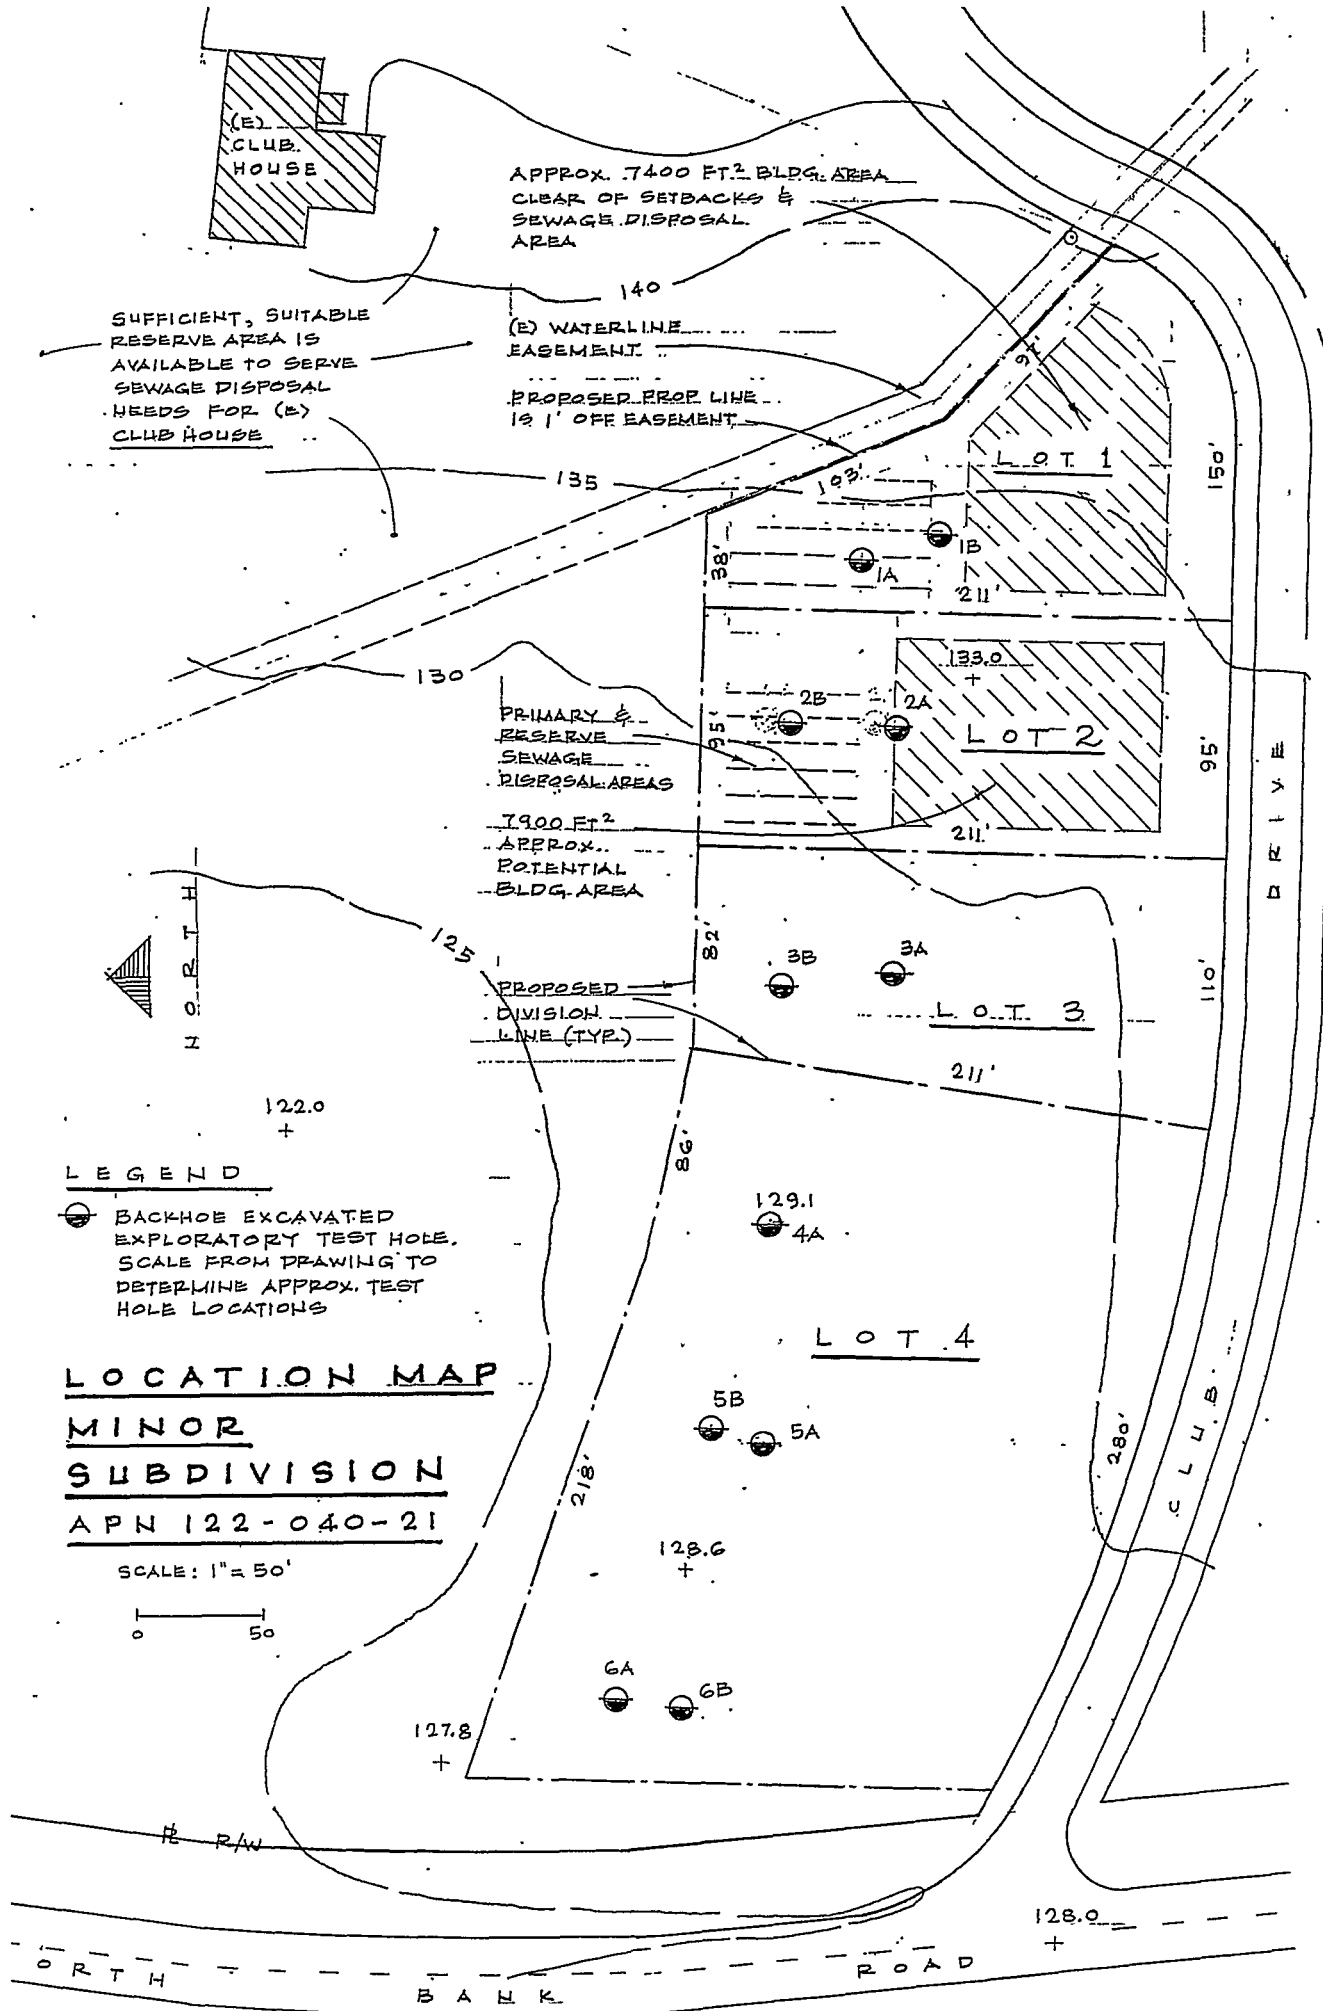 (E)
CLUB
HOUSE
APPROX. 7400 FT.² BLDG. AREA
CLEAR OF SETBACKS &
SEWAGE DISPOSAL
AREA
140
SUFFICIENT, SUITABLE
RESERVE AREA IS
AVAILABLE TO SERVE
SEWAGE DISPOSAL
NEEDS FOR (E)
CLUB HOUSE
(E) WATERLINE
EASEMENT
PROPOSED PROP LINE
IS 1' OFF EASEMENT
LOT 1
150'
135
103'
38'
1B
1A
211'
130
133.0
PRIMARY &
RESERVE
SEWAGE
DISPOSAL AREAS
95'
2B
2A
LOT 2
95'
7900 FT²
APPROX.
POTENTIAL
BLDG. AREA
211'
DRIVE
NORTH
125
82'
3B
3A
LOT 3
110'
PROPOSED
DIVISION
LINE (TYP.)
211'
122.0
86'
LEGEND
BACKHOE EXCAVATED
EXPLORATORY TEST HOLE.
SCALE FROM DRAWING TO
DETERMINE APPROX. TEST
HOLE LOCATIONS
129.1
4A
LOT 4
LOCATION MAP
MINOR
SUBDIVISION
APN 122-040-21
SCALE: 1" = 50'
0 50
5B
5A
218'
280'
CLUB
128.6
6A
6B
127.8
PL R/W
128.0
ORTH BANK ROAD